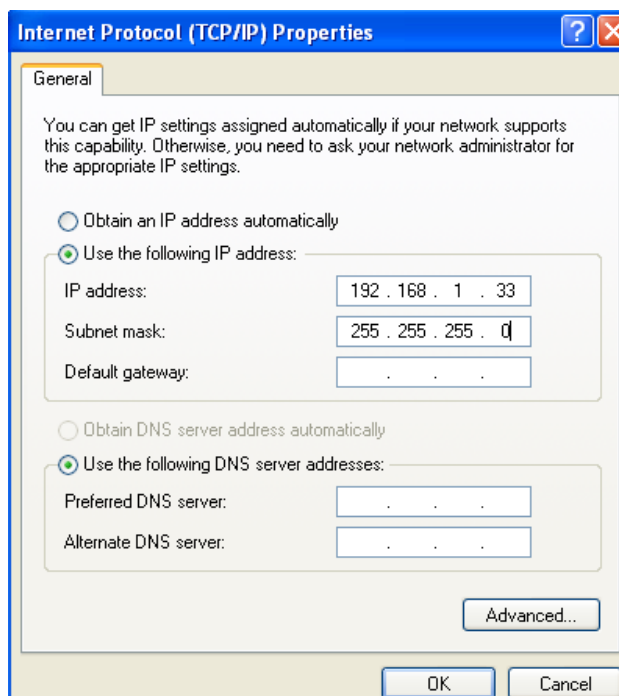 Internet Protocol (TCP/IP) Properties
General
You can get IP settings assigned automatically if your network supports
this capability. Otherwise, you need to ask your network administrator for
the appropriate IP settings.
Obtain an IP address automatically
Use the following IP address:
IP address: 192 . 168 . 1 . 33
Subnet mask: 255 . 255 . 255 . 0
Default gateway: . . .
Obtain DNS server address automatically
Use the following DNS server addresses:
Preferred DNS server: . . .
Alternate DNS server: . . .
Advanced...
OK Cancel